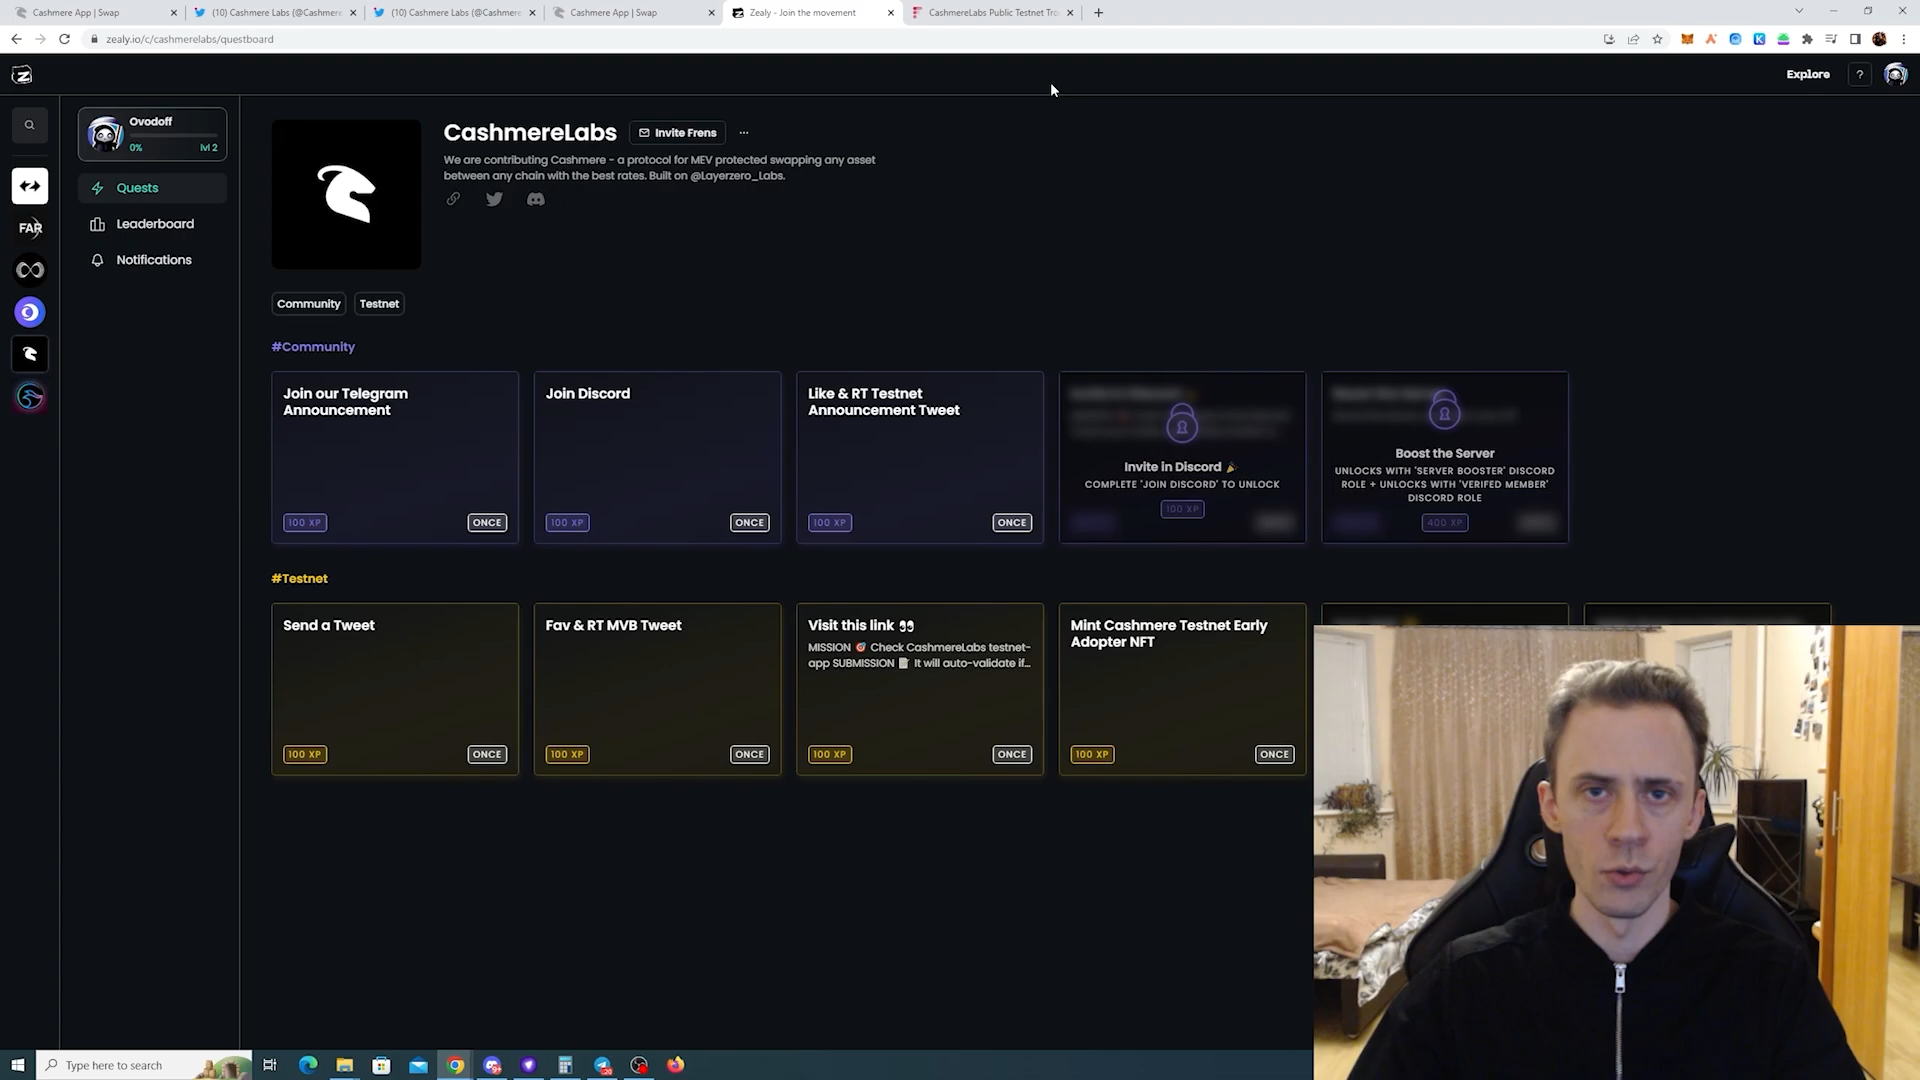 Cashmere App | Swap
(10) Cashmere Labs (@Cashmere
(10) Cashmere Labs (@Cashmere
Cashmere App | Swap
Zealy - Join the movement
CashmereLabs Public Testnet Tro
zealy.io/c/cashmerelabs/questboard
Explore
?
Ovodoff
0%
lvl 2
Quests
Leaderboard
Notifications
FAR
CashmereLabs
Invite Frens
We are contributing Cashmere - a protocol for MEV protected swapping any asset
between any chain with the best rates. Built on @Layerzero_Labs.
Community
Testnet
#Community
Join our Telegram
Announcement
100 XP
ONCE
Join Discord
100 XP
ONCE
Like & RT Testnet
Announcement Tweet
100 XP
ONCE
Invite in Discord 🎉
COMPLETE 'JOIN DISCORD' TO UNLOCK
100 XP
Boost the Server
UNLOCKS WITH 'SERVER BOOSTER' DISCORD
ROLE + UNLOCKS WITH 'VERIFED MEMBER'
DISCORD ROLE
400 XP
#Testnet
Send a Tweet
100 XP
ONCE
Fav & RT MVB Tweet
100 XP
ONCE
Visit this link 👀
MISSION 🎯 Check CashmereLabs testnet-
app SUBMISSION 📝 It will auto-validate if...
100 XP
ONCE
Mint Cashmere Testnet Early
Adopter NFT
100 XP
ONCE
Type here to search